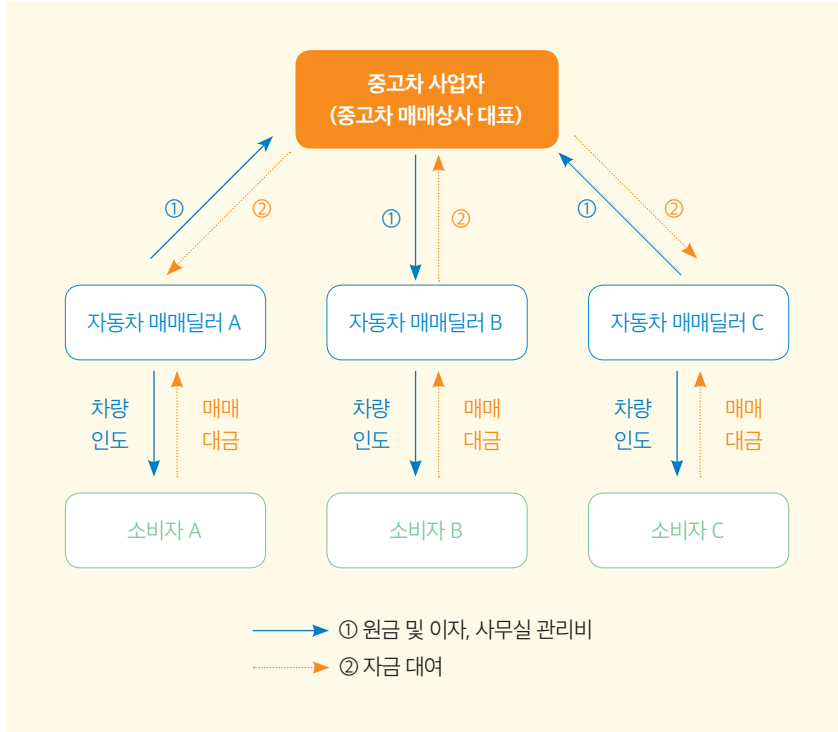 중고차 사업자
(중고차 매매상사 대표)
① ② ① ② ① ②
자동차 매매딜러 A
자동차 매매딜러 B
자동차 매매딜러 C
차량
인도
매매
대금
차량
인도
매매
대금
차량
인도
매매
대금
소비자 A
소비자 B
소비자 C
① 원금 및 이자, 사무실 관리비
② 자금 대여